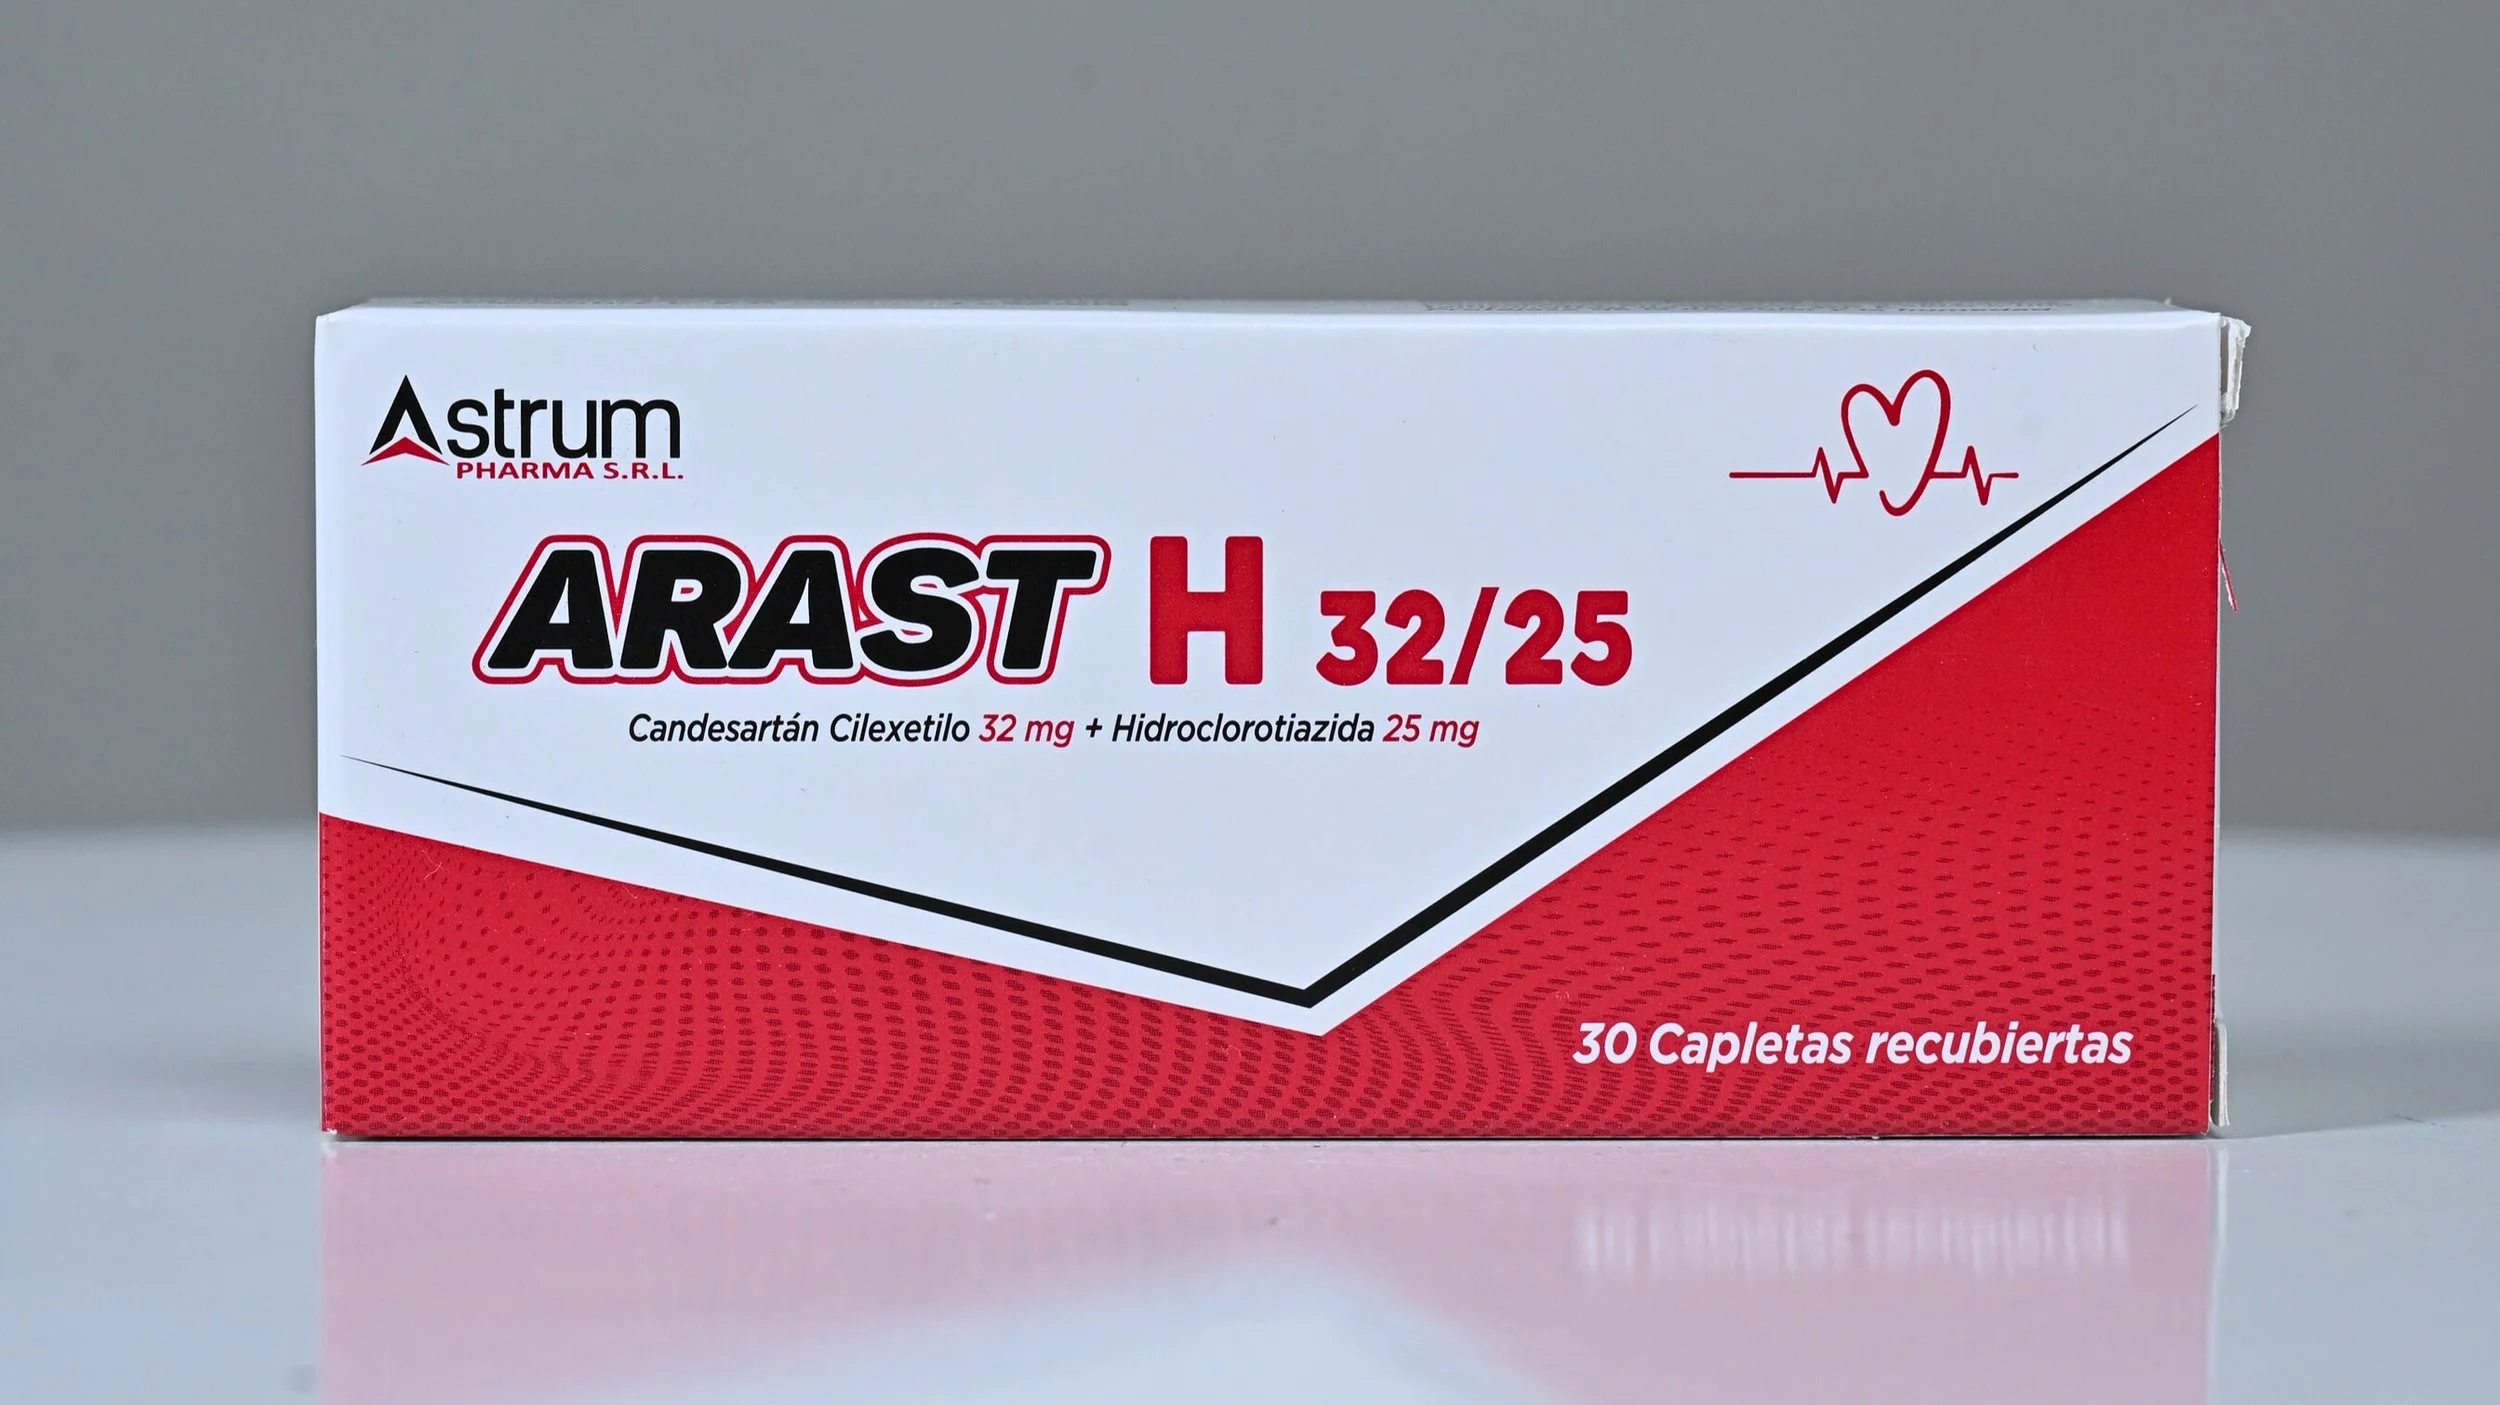 Astrum
PHARMA S.R.L.
ARAST H 32/25
Candesartán Cilexetilo 32 mg + Hidroclorotiazida 25 mg
30 Capletas recubiertas